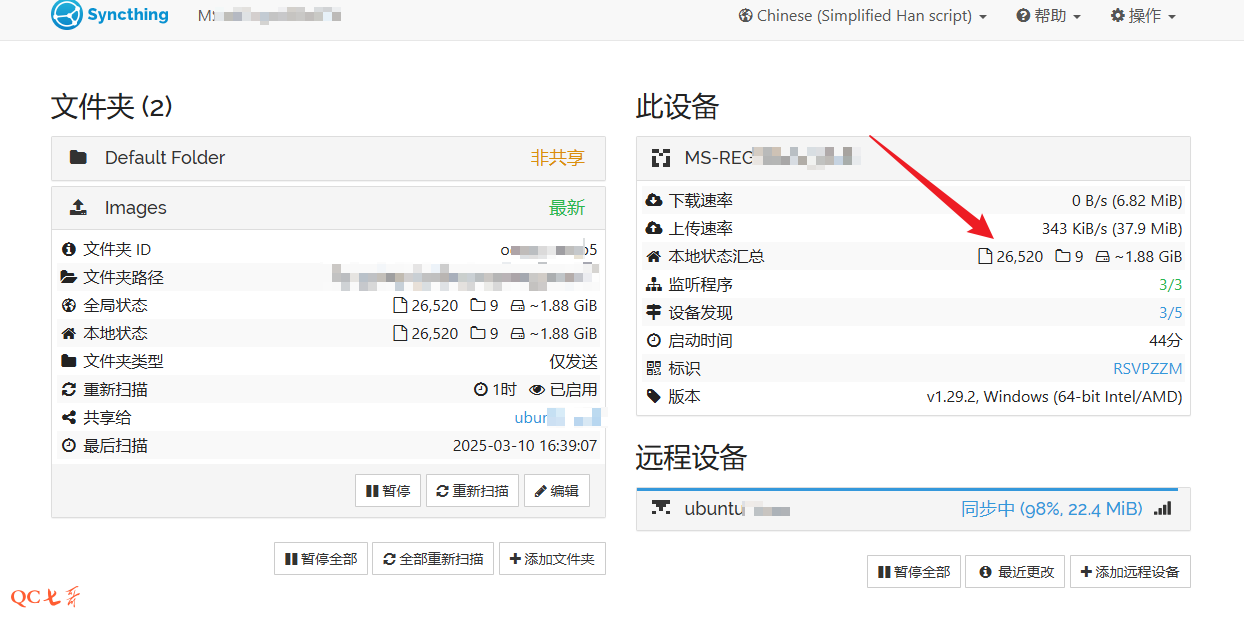 Syncthing
Chinese (Simplified Han script)
帮助
操作
文件夹 (2)
Default Folder
非共享
Images
最新
文件夹 ID
文件夹路径
全局状态
26,520 9 ~1.88 GiB
本地状态
26,520 9 ~1.88 GiB
文件夹类型
仅发送
重新扫描
1时 已启用
共享给
最后扫描
2025-03-10 16:39:07
暂停
重新扫描
编辑
暂停全部
全部重新扫描
添加文件夹
此设备
MS-REG
下载速率
0 B/s (6.82 MiB)
上传速率
343 KiB/s (37.9 MiB)
本地状态汇总
26,520 9 ~1.88 GiB
监听程序
3/3
设备发现
3/5
启动时间
44分
标识
RSVPZZM
版本
v1.29.2, Windows (64-bit Intel/AMD)
远程设备
ubuntu
同步中 (98%, 22.4 MiB)
暂停全部
最近更改
添加远程设备
QC七哥